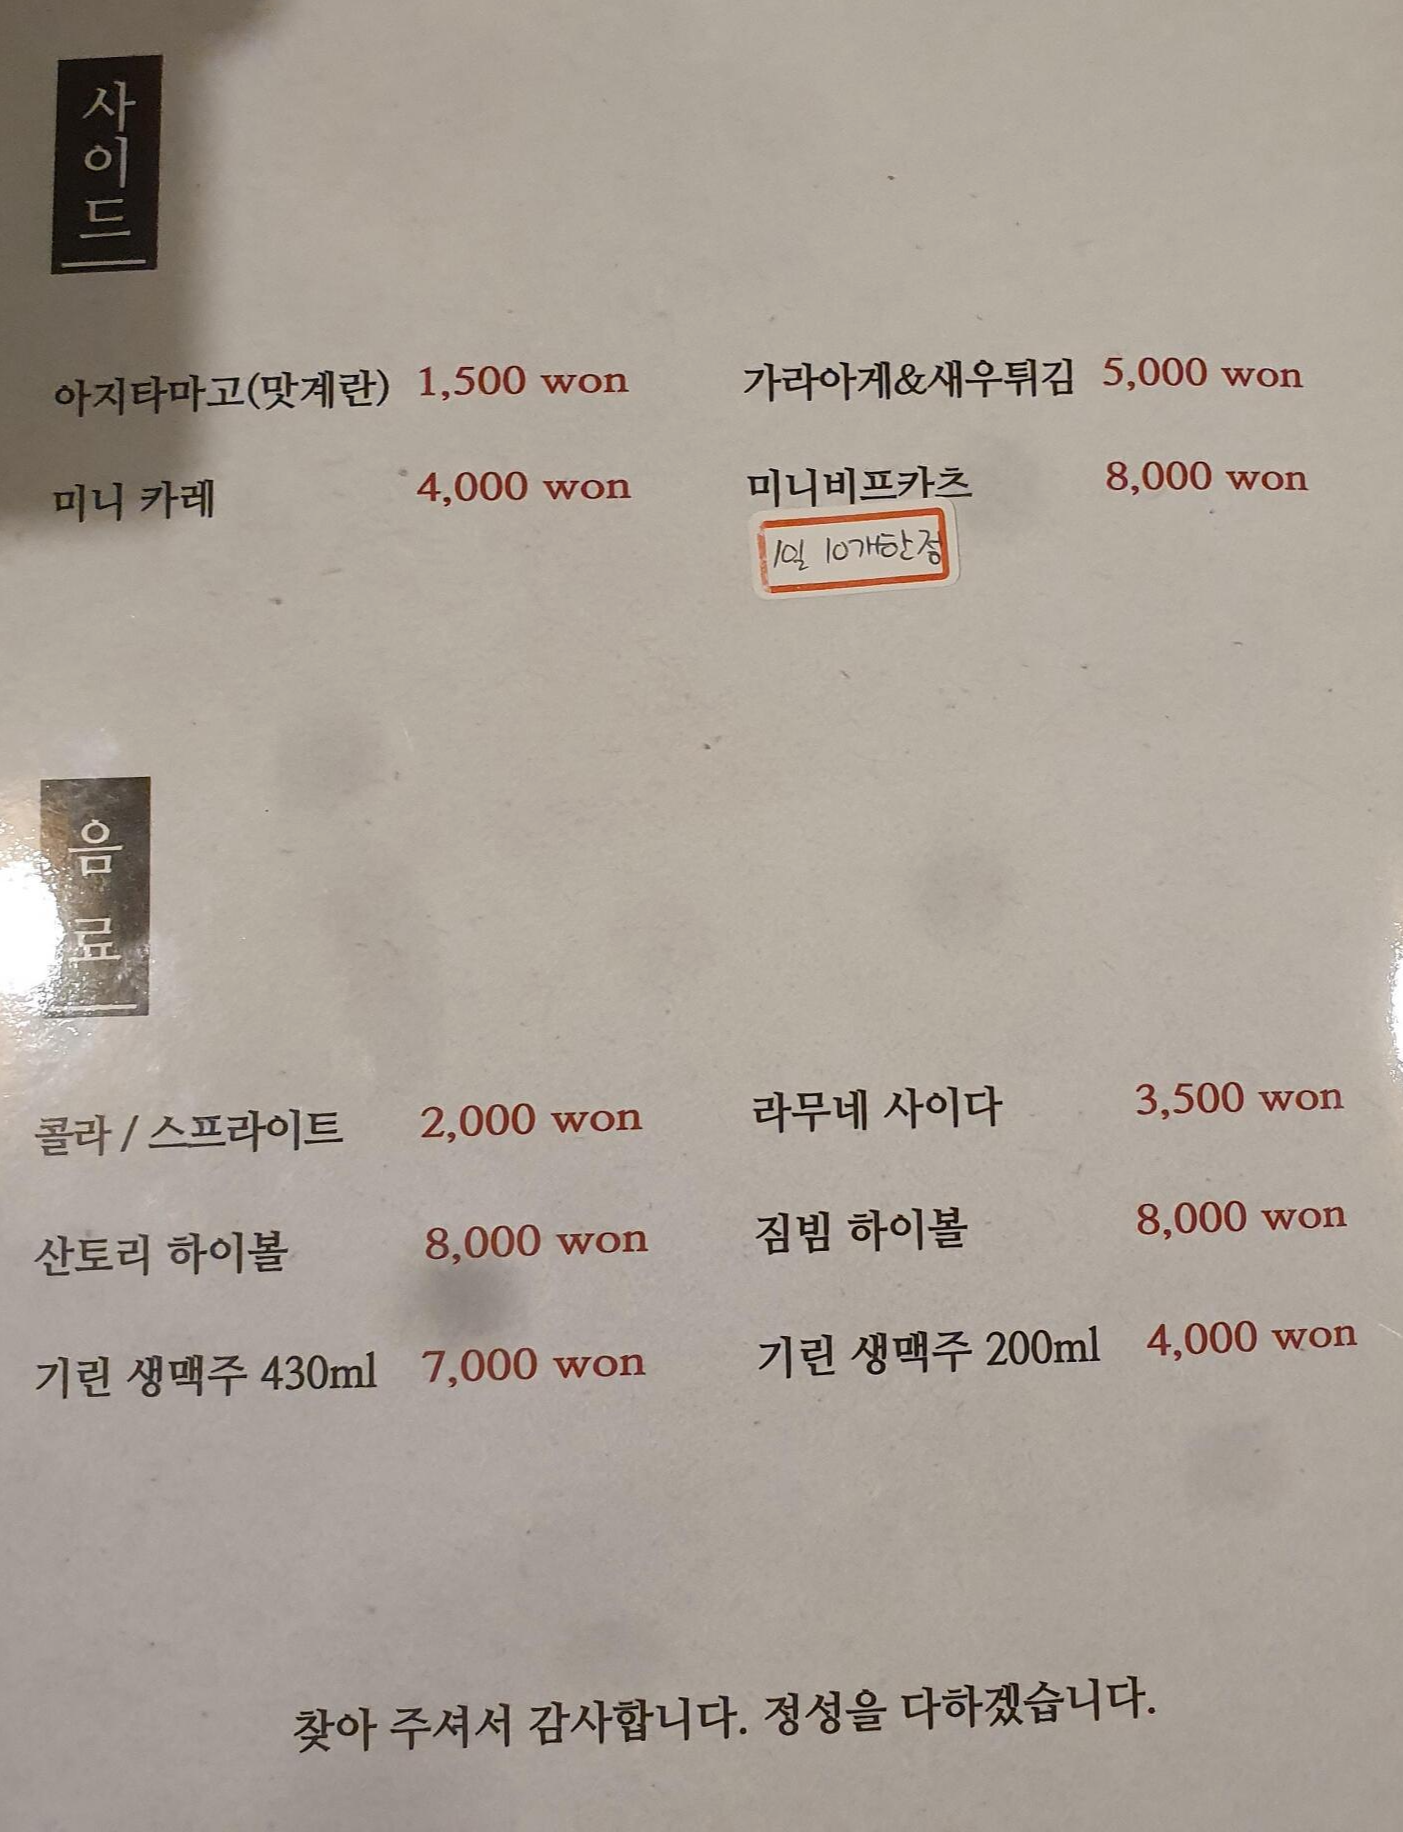 사이드
아지타마고(맛계란) 1,500 won 가라아게&새우튀김 5,000 won
미니 카레 4,000 won 미니비프카츠 8,000 won
1일 10개한정
음료
콜라 / 스프라이트 2,000 won 라무네 사이다 3,500 won
산토리 하이볼 8,000 won 짐빔 하이볼 8,000 won
기린 생맥주 430ml 7,000 won 기린 생맥주 200ml 4,000 won
찾아 주셔서 감사합니다. 정성을 다하겠습니다.